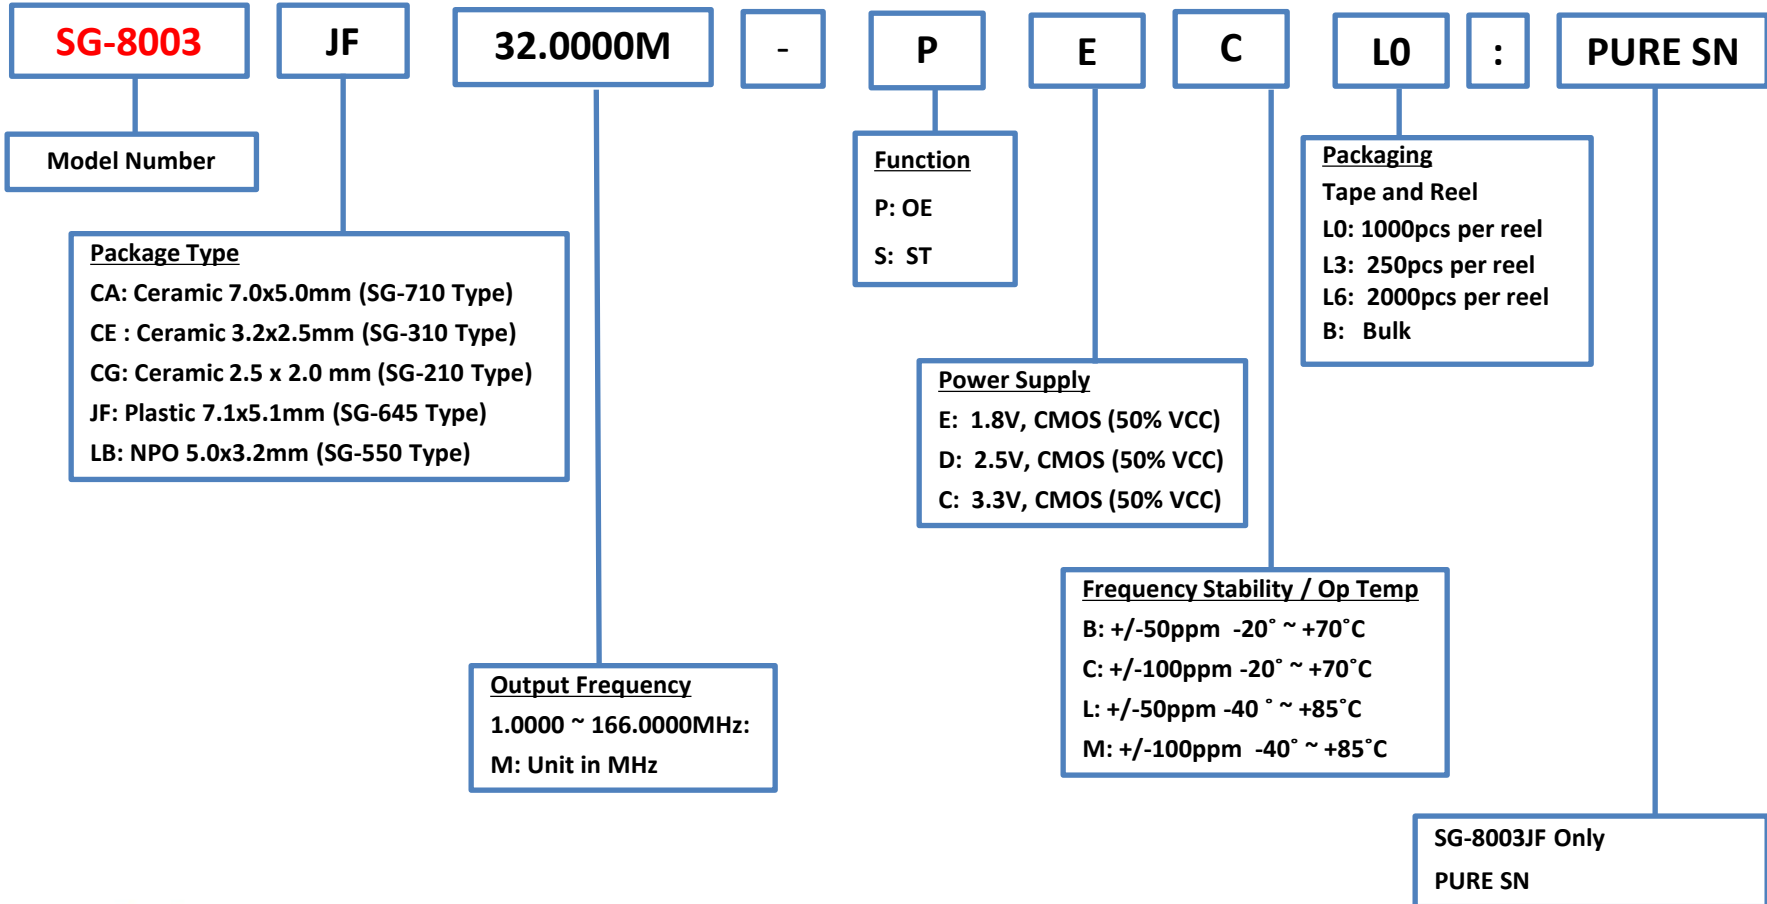 SG-8003 JF 32.0000M - P E C L0 : PURE SN
Model Number
Function
P: OE
S: ST
Packaging
Tape and Reel
L0: 1000pcs per reel
L3: 250pcs per reel
L6: 2000pcs per reel
B: Bulk
Package Type
CA: Ceramic 7.0x5.0mm (SG-710 Type)
CE : Ceramic 3.2x2.5mm (SG-310 Type)
CG: Ceramic 2.5 x 2.0 mm (SG-210 Type)
JF: Plastic 7.1x5.1mm (SG-645 Type)
LB: NPO 5.0x3.2mm (SG-550 Type)
Power Supply
E: 1.8V, CMOS (50% VCC)
D: 2.5V, CMOS (50% VCC)
C: 3.3V, CMOS (50% VCC)
Frequency Stability / Op Temp
B: +/-50ppm -20˚ ~ +70˚C
C: +/-100ppm -20˚ ~ +70˚C
L: +/-50ppm -40 ˚ ~ +85˚C
M: +/-100ppm -40˚ ~ +85˚C
Output Frequency
1.0000 ~ 166.0000MHz:
M: Unit in MHz
SG-8003JF Only
PURE SN